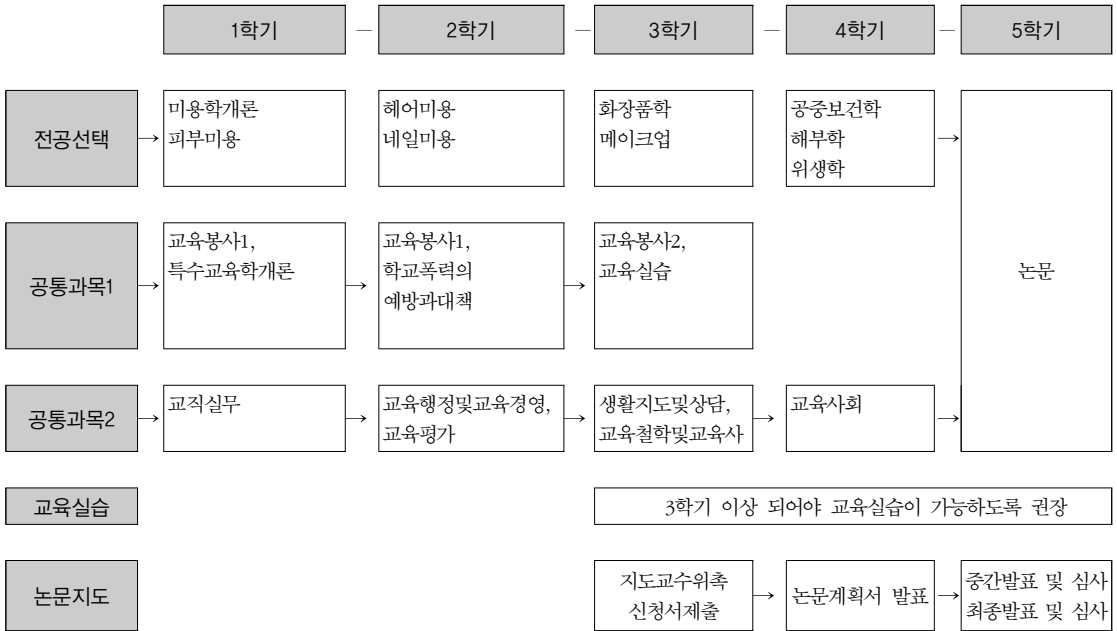 1학기 － 2학기 － 3학기 － 4학기 － 5학기
전공선택
→
미용학개론
피부미용
헤어미용
네일미용
화장품학
메이크업
공중보건학
해부학
위생학
→
논문
공통과목1
→
교육봉사1,
특수교육학개론
→
교육봉사1,
학교폭력의
예방과대책
→
교육봉사2,
교육실습
공통과목2
→
교직실무
→
교육행정및교육경영,
교육평가
→
생활지도및상담,
교육철학및교육사
→
교육사회
→
교육실습
3학기 이상 되어야 교육실습이 가능하도록 권장
논문지도
지도교수위촉
신청서제출
→
논문계획서 발표
→
중간발표 및 심사
최종발표 및 심사